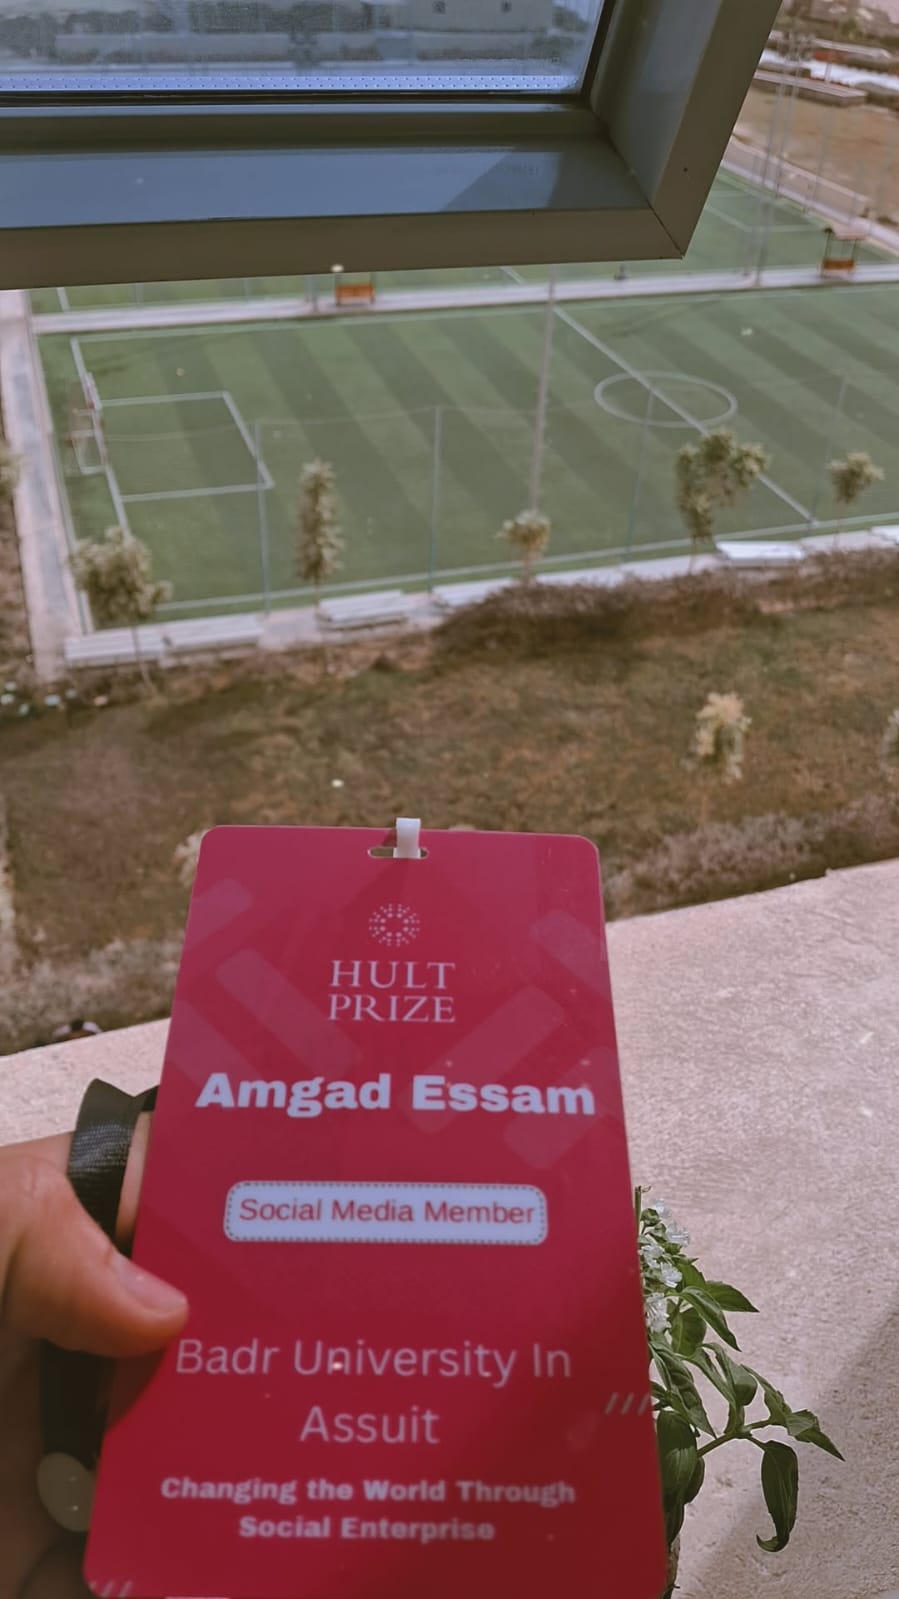 HULT
PRIZE
Amgad Essam
Social Media Member
Badr University In
Assuit
Changing the World Through
Social Enterprise